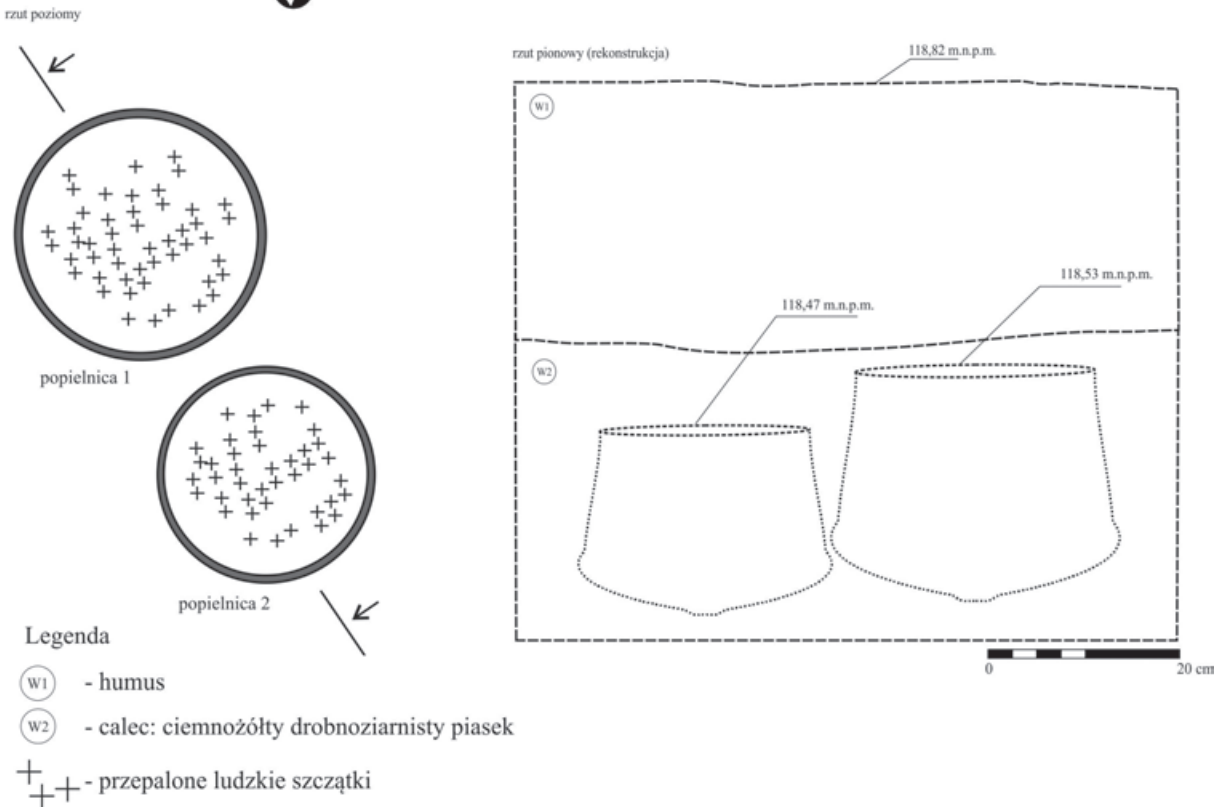 rzut poziomy
popielnica 1
popielnica 2
rzut pionowy (rekonstrukcja)
118,82 m.n.p.m.
W1
118,53 m.n.p.m.
118,47 m.n.p.m.
W2
0 20 cm
Legenda
W1 - humus
W2 - calec: ciemnożółty drobnoziarnisty piasek
- przepalone ludzkie szczątki